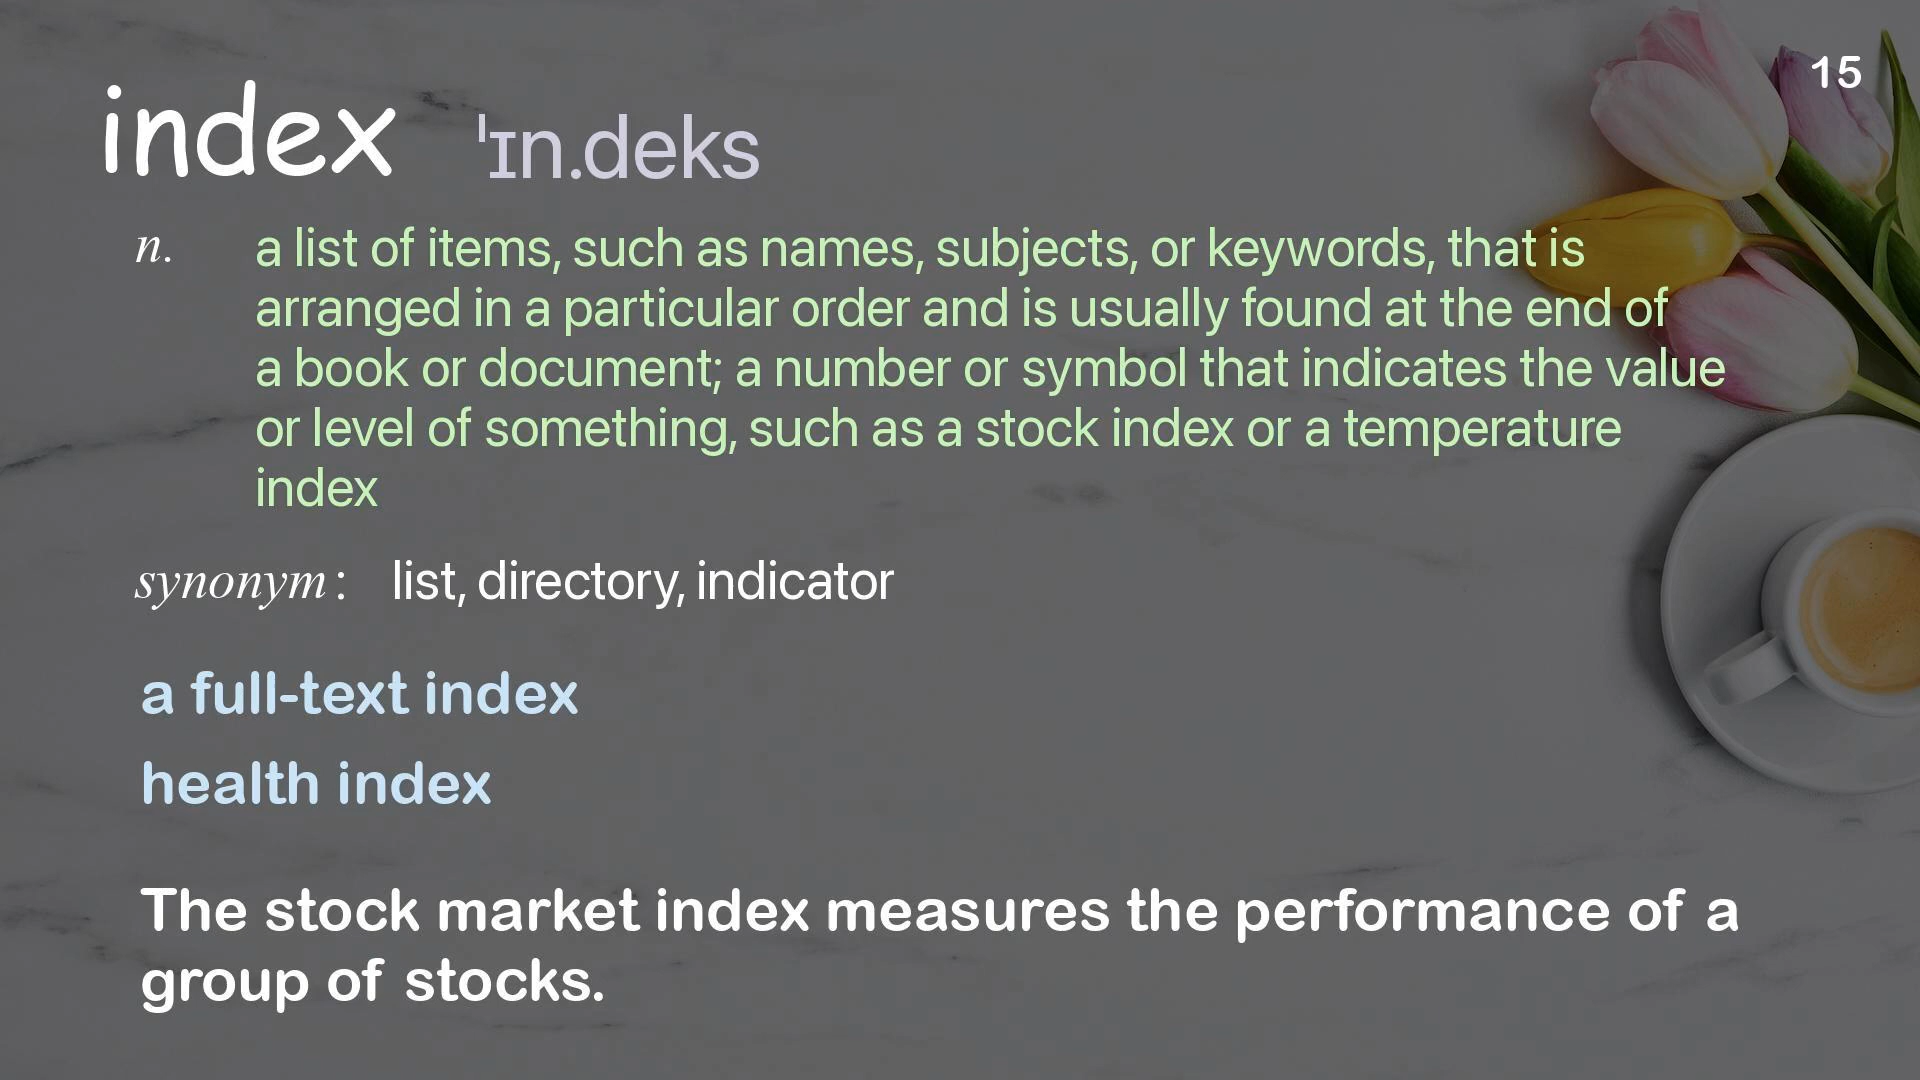 15
index ˈɪn.deks
n. a list of items, such as names, subjects, or keywords, that is
arranged in a particular order and is usually found at the end of
a book or document; a number or symbol that indicates the value
or level of something, such as a stock index or a temperature
index
synonym: list, directory, indicator
a full-text index
health index
The stock market index measures the performance of a
group of stocks.